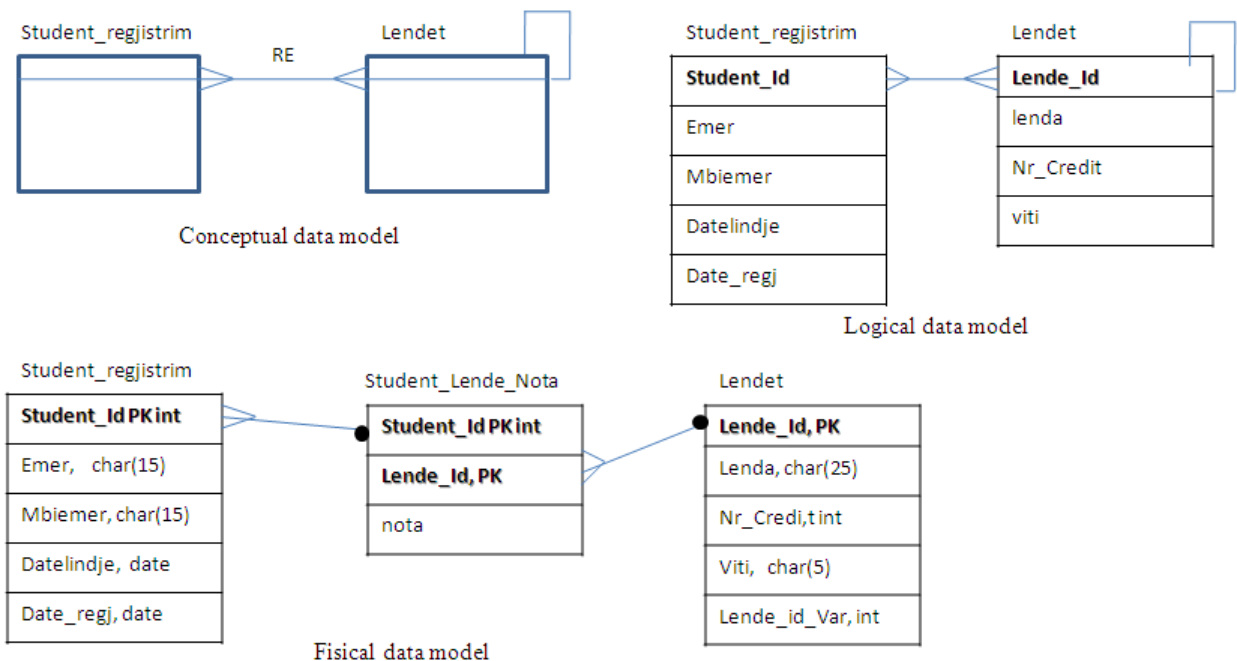 Student_regjistrim
RE
Lendet
Conceptual data model
Student_regjistrim
Student_Id
Emer
Mbiemer
Datelindje
Date_regj
Lendet
Lende_Id
lenda
Nr_Credit
viti
Logical data model
Student_regjistrim
Student_Id PK int
Emer, char(15)
Mbiemer, char(15)
Datelindje, date
Date_regj, date
Student_Lende_Nota
Student_Id PK int
Lende_Id, PK
nota
Lendet
Lende_Id, PK
Lenda, char(25)
Nr_Credi,t int
Viti, char(5)
Lende_id_Var, int
Fisical data model